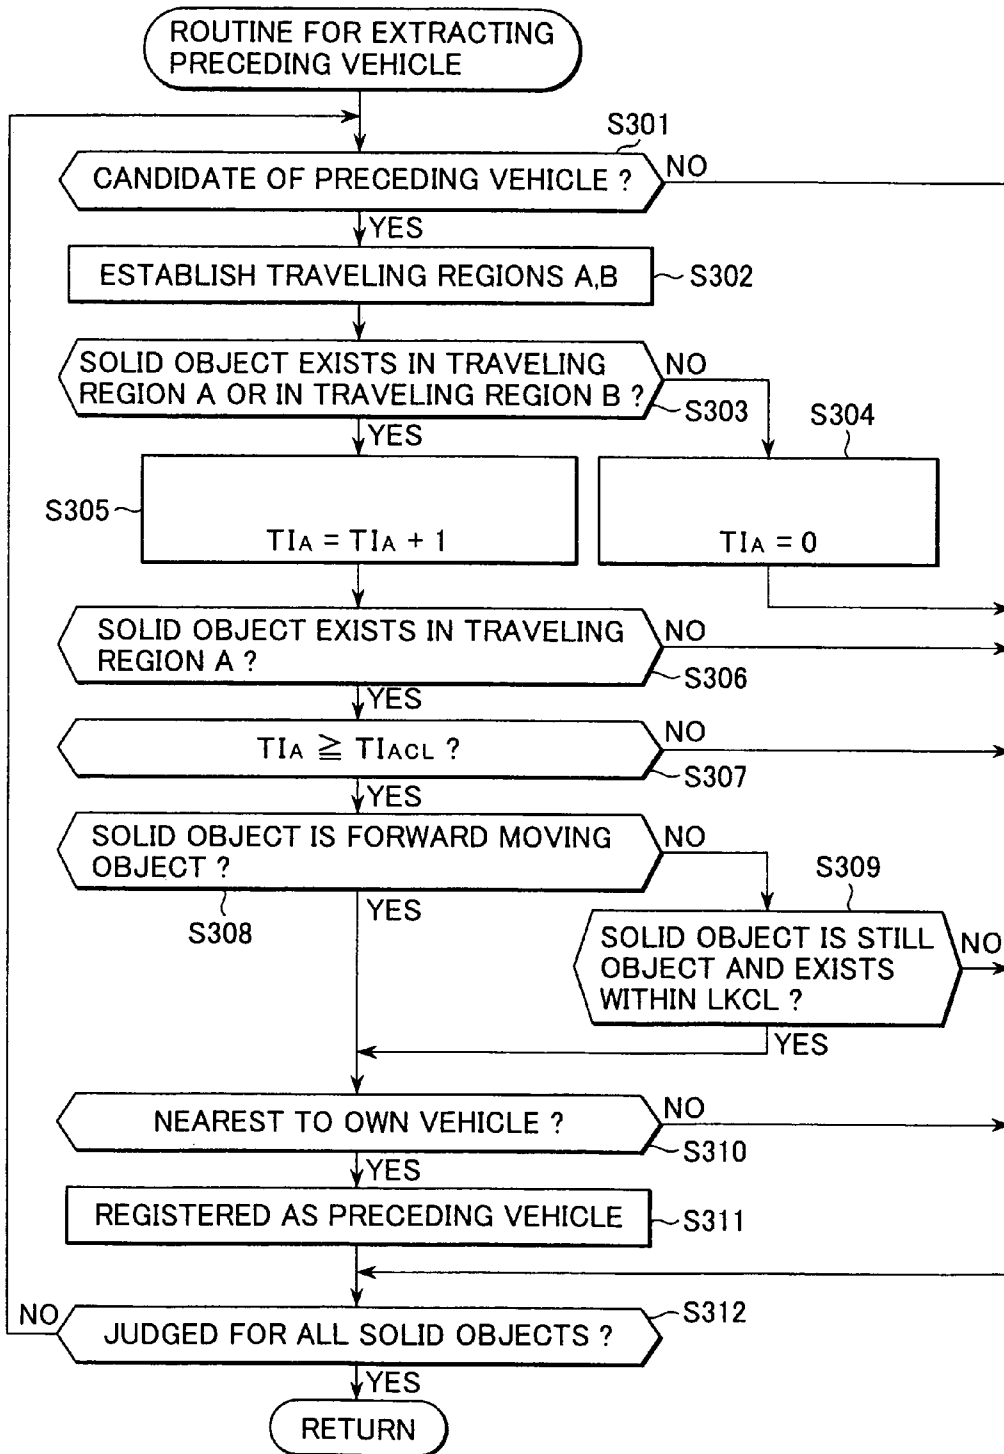 ROUTINE FOR EXTRACTING
PRECEDING VEHICLE
S301
CANDIDATE OF PRECEDING VEHICLE ?
NO
YES
ESTABLISH TRAVELING REGIONS A,B
S302
SOLID OBJECT EXISTS IN TRAVELING
REGION A OR IN TRAVELING REGION B ?
NO
S303
YES
S304
S305
TIA = TIA + 1
TIA = 0
SOLID OBJECT EXISTS IN TRAVELING
REGION A ?
NO
S306
YES
TIA ≧ TIACL ?
NO
S307
YES
SOLID OBJECT IS FORWARD MOVING
OBJECT ?
NO
S308
YES
S309
SOLID OBJECT IS STILL
OBJECT AND EXISTS
WITHIN LKCL ?
NO
YES
NEAREST TO OWN VEHICLE ?
NO
S310
YES
REGISTERED AS PRECEDING VEHICLE
S311
NO
JUDGED FOR ALL SOLID OBJECTS ?
S312
YES
RETURN